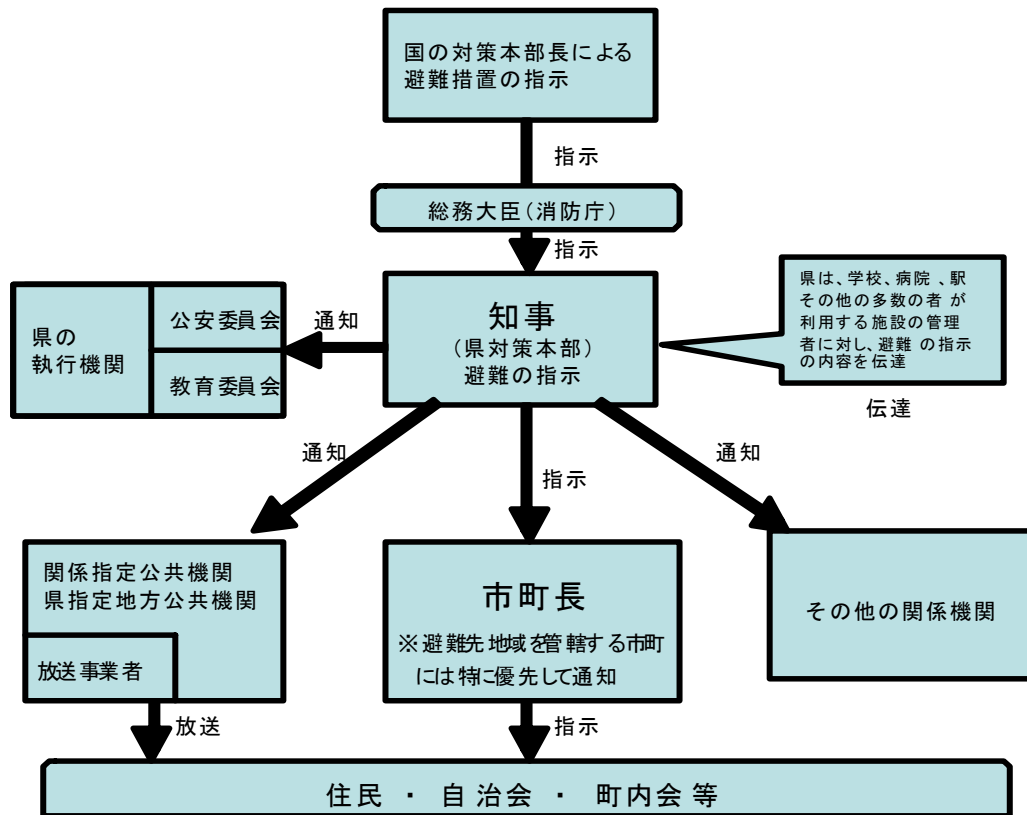 国の対策本部長による
避難措置の指示
指示
総務大臣(消防庁)
指示
県は、学校、病院、駅
その他の多数の者が
利用する施設の管理
者に対し、避難の指示
の内容を伝達
伝達
知事
(県対策本部)
避難の指示
通知
県の
執行機関
公安委員会
教育委員会
通知
指示
通知
関係指定公共機関
県指定地方公共機関
放送事業者
市町長
※避難先地域を管轄する市町
には特に優先して通知
その他の関係機関
放送
指示
住民・自治会・町内会等